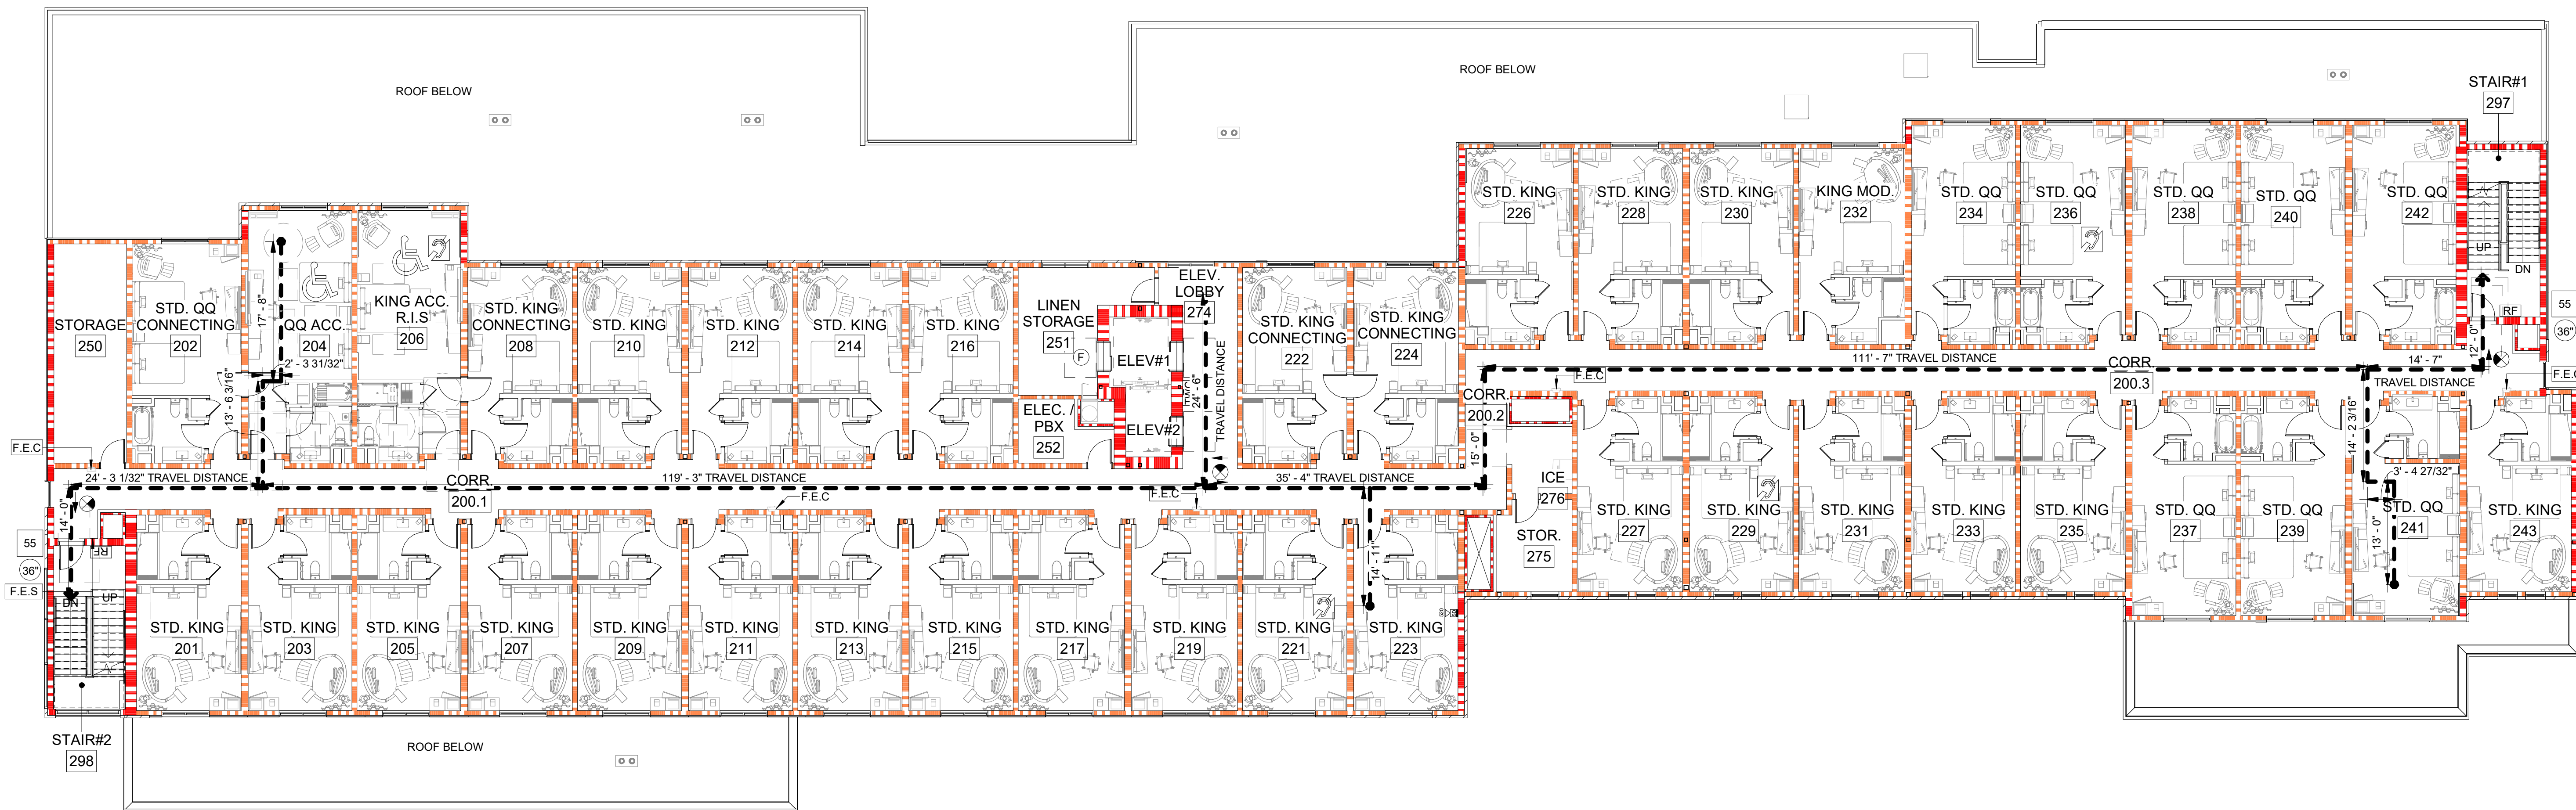 ROOF BELOW
ROOF BELOW
STAIR#1
297
STD. KING
226
STD. KING
228
STD. KING
230
KING MOD.
232
STD. QQ
234
STD. QQ
236
STD. QQ
238
STD. QQ
240
STD. QQ
242
UP
DN
RF
55
36"
F.E.C
STORAGE
250
STD. QQ
CONNECTING
202
17' - 8"
QQ ACC.
204
2' - 3 31/32"
13' - 6 3/16"
KING ACC.
R.I.S
206
STD. KING
CONNECTING
208
STD. KING
210
STD. KING
212
STD. KING
214
STD. KING
216
LINEN
STORAGE
251
F
ELEC. /
PBX
252
ELEV.
LOBBY
274
ELEV#1
ELEV#2
24' - 6"
TRAVEL DISTANCE
STD. KING
CONNECTING
222
STD. KING
CONNECTING
224
111' - 7" TRAVEL DISTANCE
CORR.
200.3
14' - 7"
TRAVEL DISTANCE
12' - 0"
F.E.C
CORR.
200.2
15' - 0"
F.E.C
24' - 3 1/32" TRAVEL DISTANCE
CORR.
200.1
119' - 3" TRAVEL DISTANCE
F.E.C
F.E.C
35' - 4" TRAVEL DISTANCE
14' - 11"
ICE
276
STOR.
275
STD. KING
227
STD. KING
229
STD. KING
231
STD. KING
233
STD. KING
235
STD. QQ
237
STD. QQ
239
14' - 2 3/16"
3' - 4 27/32"
13' - 0"
STD. QQ
241
STD. KING
243
14' - 0"
RF
55
36"
F.E.S
DN
UP
STD. KING
201
STD. KING
203
STD. KING
205
STD. KING
207
STD. KING
209
STD. KING
211
STD. KING
213
STD. KING
215
STD. KING
217
STD. KING
219
STD. KING
221
STD. KING
223
STAIR#2
298
ROOF BELOW